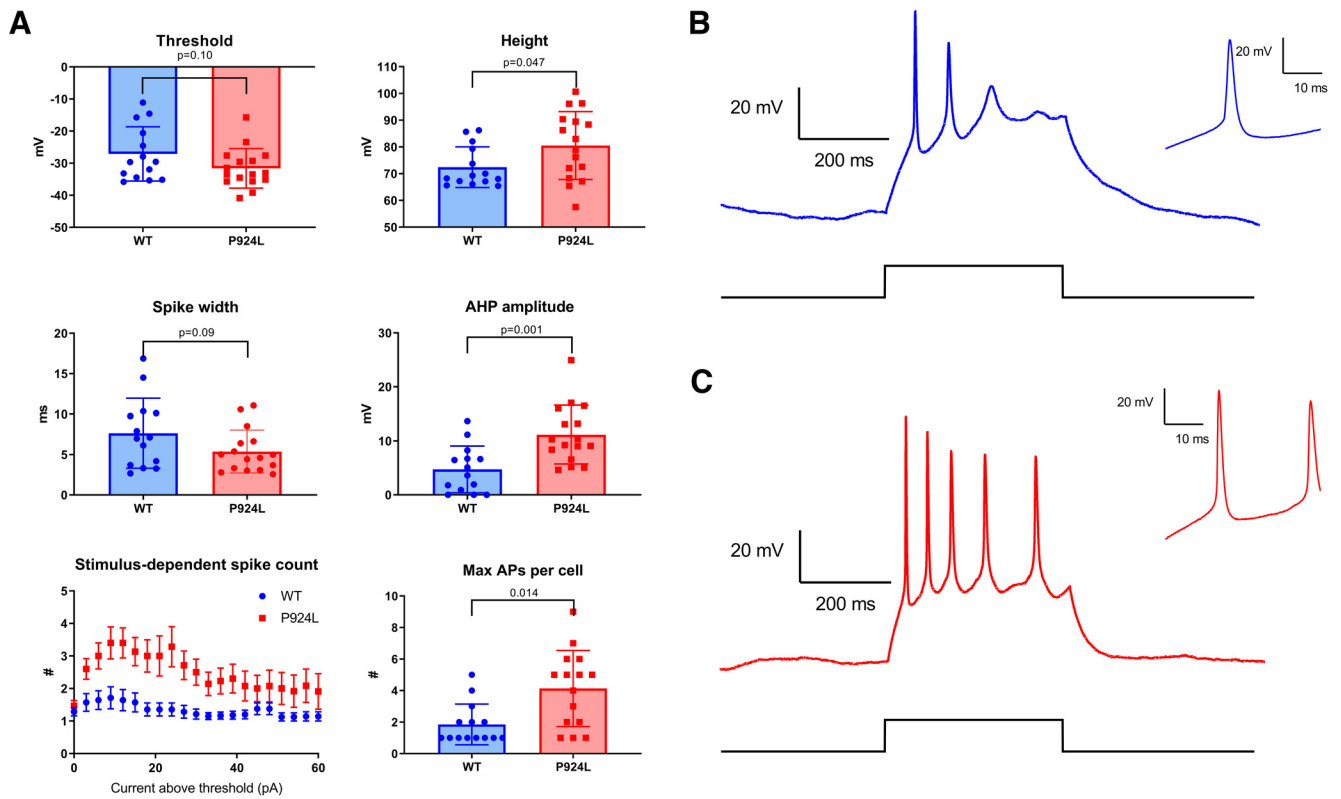 A
Threshold
p=0.10
0
-10
-20
-30
-40
-50
mV
WT
P924L
Height
p=0.047
110
100
90
80
70
60
50
mV
WT
P924L
Spike width
p=0.09
20
15
10
5
0
ms
WT
P924L
AHP amplitude
p=0.001
30
20
10
0
mV
WT
P924L
Stimulus-dependent spike count
5
4
3
2
1
0
#
WT
P924L
0
20
40
60
Current above threshold (pA)
Max APs per cell
0.014
10
8
6
4
2
0
#
WT
P924L
B
20 mV
200 ms
20 mV
10 ms
C
20 mV
200 ms
20 mV
10 ms